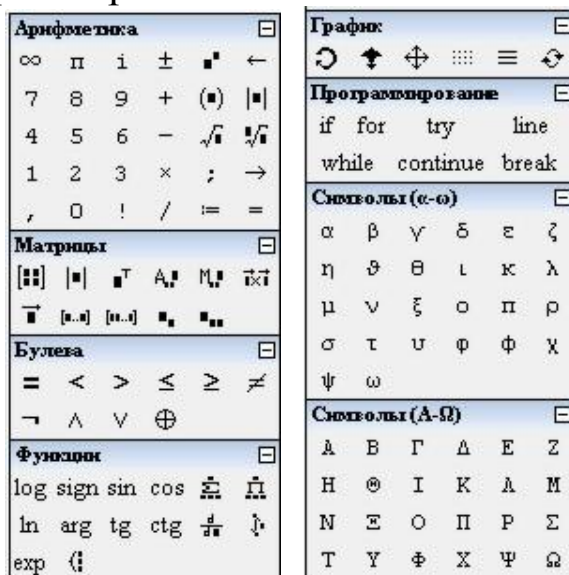 Арифметика
∞ π i ± ←
7 8 9 + (■) |■|
4 5 6 − √■ ∜■
1 2 3 × ; →
, 0 ! / := =
Матрицы
[⁞⁞] |■| ■ᵀ
Булева
= < > ≤ ≥ ≠
¬ ∧ ∨ ⊕
Функции
log sign sin cos
ln arg tg ctg
exp
График
Программирование
if for try line
while continue break
Символы (α-ω)
α β γ δ ε ζ
η ϑ θ ι κ λ
μ ν ξ ο π ρ
σ τ υ φ ϕ χ
ψ ω
Символы (Α-Ω)
Α Β Γ Δ Ε Ζ
Η Θ Ι Κ Λ Μ
Ν Ξ Ο Π Ρ Σ
Τ Υ Φ Χ Ψ Ω